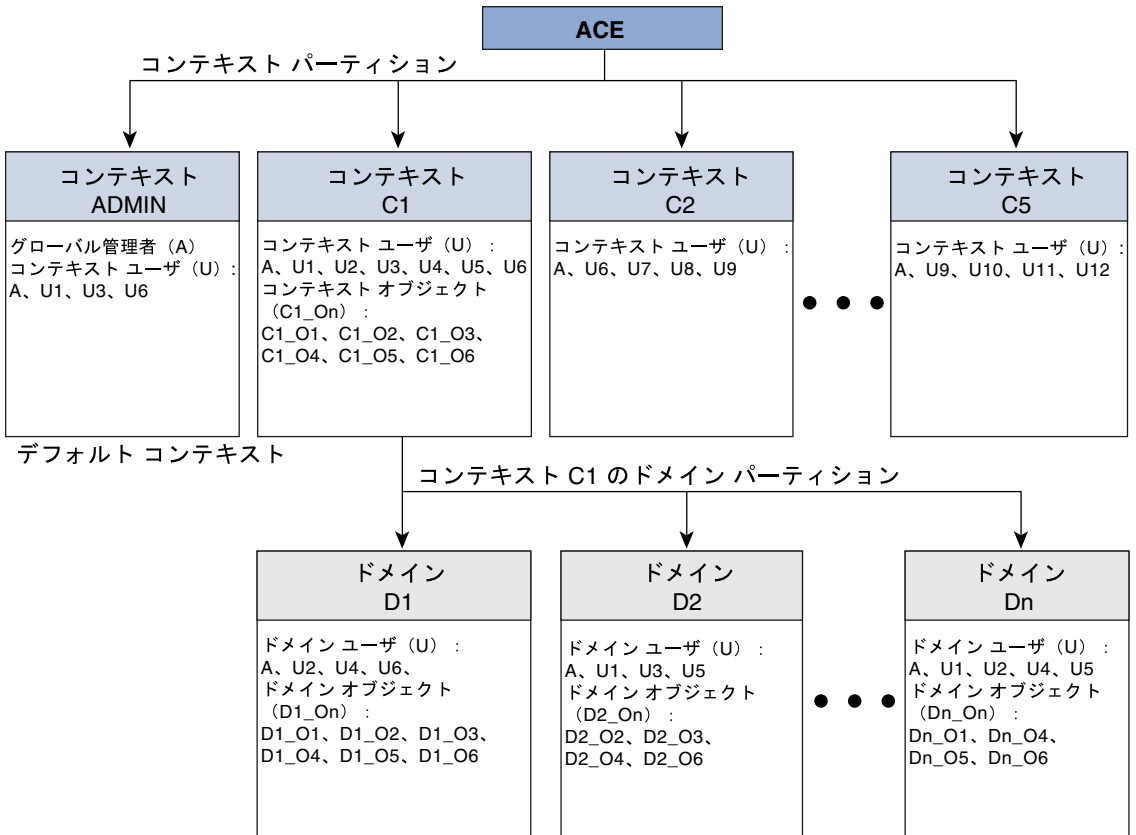 ACE
コンテキスト パーティション
コンテキスト
ADMIN
グローバル管理者（A）
コンテキスト ユーザ（U）:
A、U1、U3、U6
コンテキスト
C1
コンテキスト ユーザ（U）:
A、U1、U2、U3、U4、U5、U6
コンテキスト オブジェクト
（C1_On）:
C1_O1、C1_O2、C1_O3、
C1_O4、C1_O5、C1_O6
コンテキスト
C2
コンテキスト ユーザ（U）:
A、U6、U7、U8、U9
コンテキスト
C5
コンテキスト ユーザ（U）:
A、U9、U10、U11、U12
デフォルト コンテキスト
コンテキスト C1 のドメイン パーティション
ドメイン
D1
ドメイン ユーザ（U）:
A、U2、U4、U6、
ドメイン オブジェクト
（D1_On）:
D1_O1、D1_O2、D1_O3、
D1_O4、D1_O5、D1_O6
ドメイン
D2
ドメイン ユーザ（U）:
A、U1、U3、U5
ドメイン オブジェクト
（D2_On）:
D2_O2、D2_O3、
D2_O4、D2_O6
ドメイン
Dn
ドメイン ユーザ（U）:
A、U1、U2、U4、U5
ドメイン オブジェクト
（Dn_On）:
Dn_O1、Dn_O4、
Dn_O5、Dn_O6